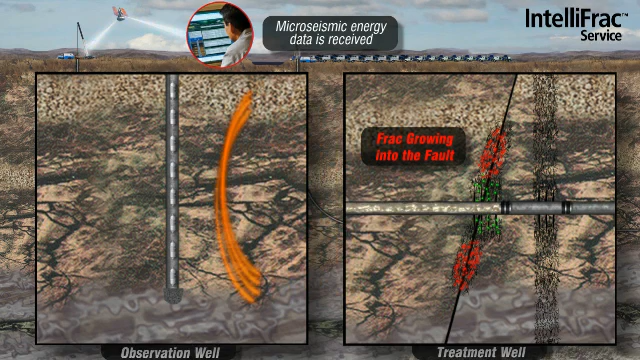 Microseismic energy
data is received
IntelliFrac™
Service
Frac Growing
into the Fault
Observation Well
Treatment Well